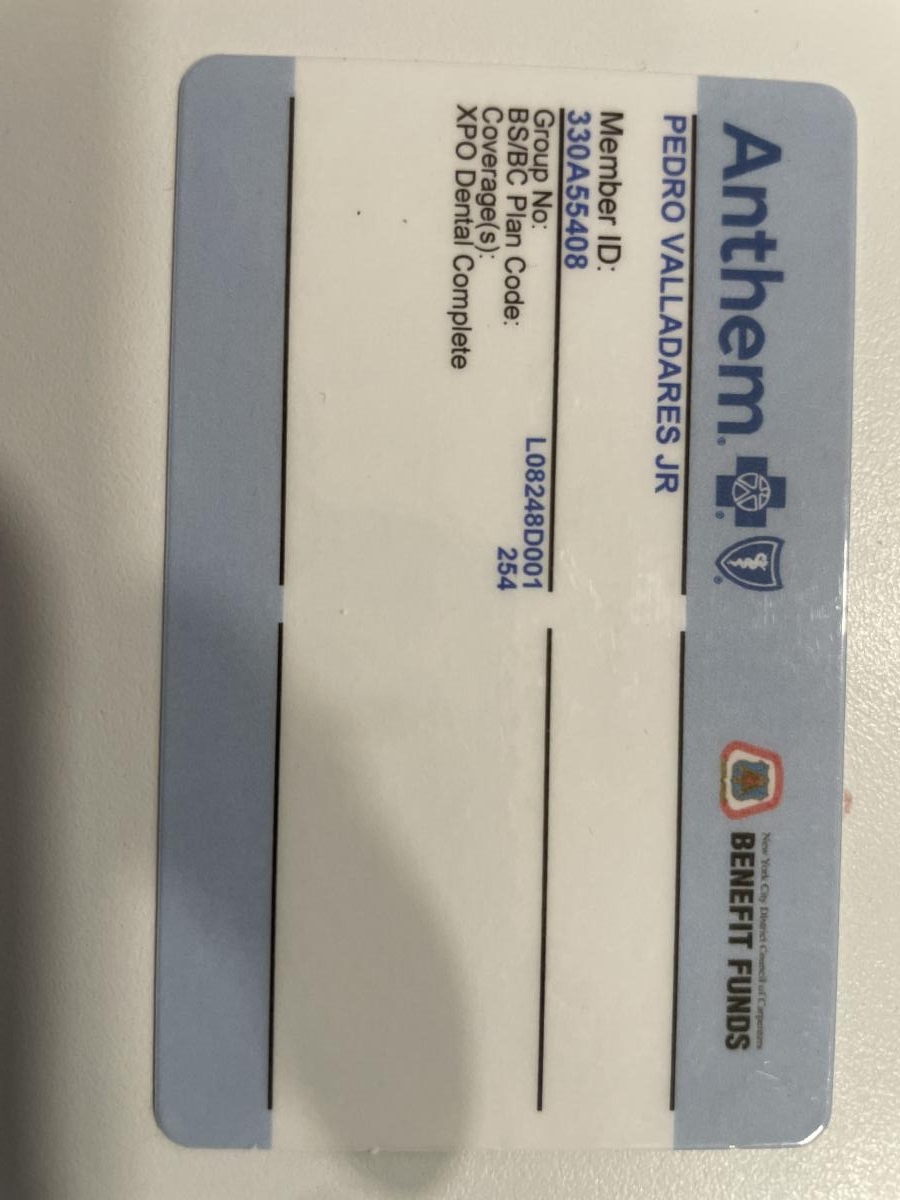 Anthem.
New York City District Council of Carpenters
BENEFIT FUNDS
PEDRO VALLADARES JR
Member ID:
330A55408
Group No: L08248D001
BS/BC Plan Code: 254
Coverage(s):
XPO Dental Complete